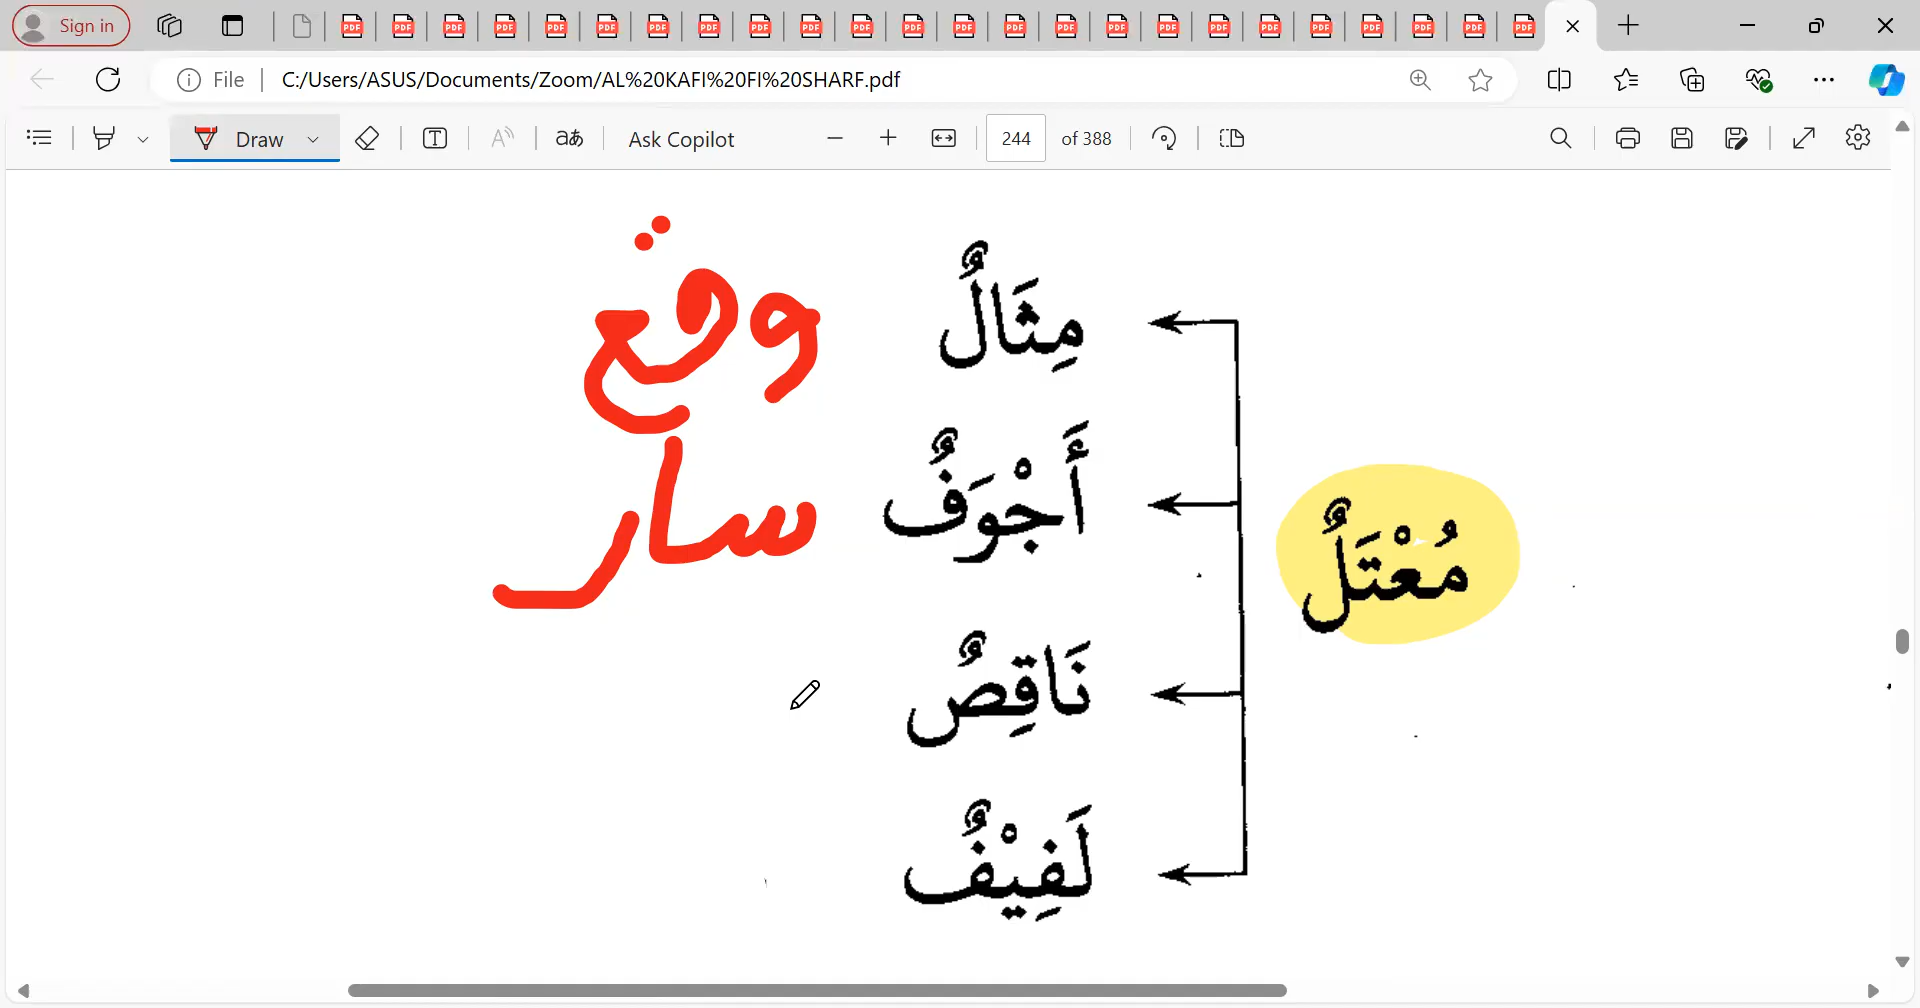 Sign in
File C:/Users/ASUS/Documents/Zoom/AL%20KAFI%20FI%20SHARF.pdf
Draw Ask Copilot 244 of 388
مِثَالٌ وقع
أَجْوَفٌ سار
مُعْتَلٌ
نَاقِصٌ
لَفِيْفٌ